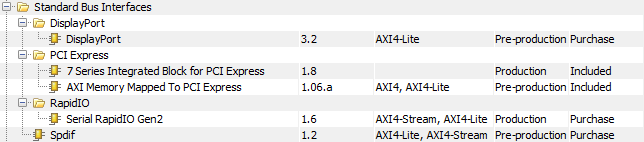 Standard Bus Interfaces
DisplayPort
DisplayPort 3.2 AXI4-Lite Pre-production Purchase
PCI Express
7 Series Integrated Block for PCI Express 1.8 Production Included
AXI Memory Mapped To PCI Express 1.06.a AXI4, AXI4-Lite Pre-production Included
RapidIO
Serial RapidIO Gen2 1.6 AXI4-Stream, AXI4-Lite Production Purchase
Spdif 1.2 AXI4-Lite, AXI4-Stream Pre-production Purchase